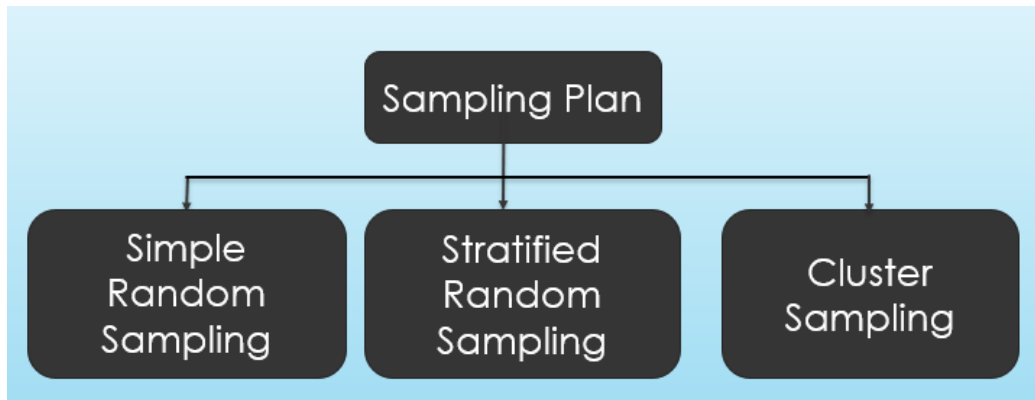 Sampling Plan
Simple
Random
Sampling
Stratified
Random
Sampling
Cluster
Sampling